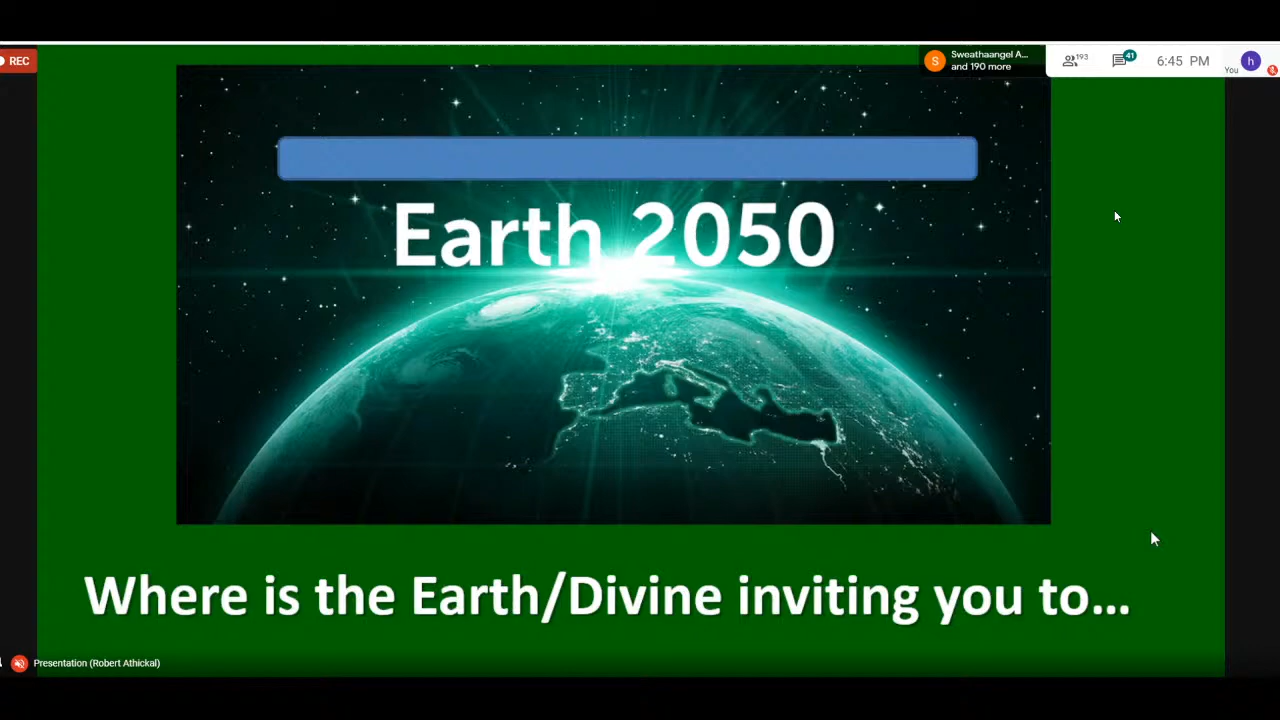 REC
Sweathaangel A...
and 190 more
S
193
41
6:45 PM
You
h
Earth 2050
Where is the Earth/Divine inviting you to...
Presentation (Robert Athickal)